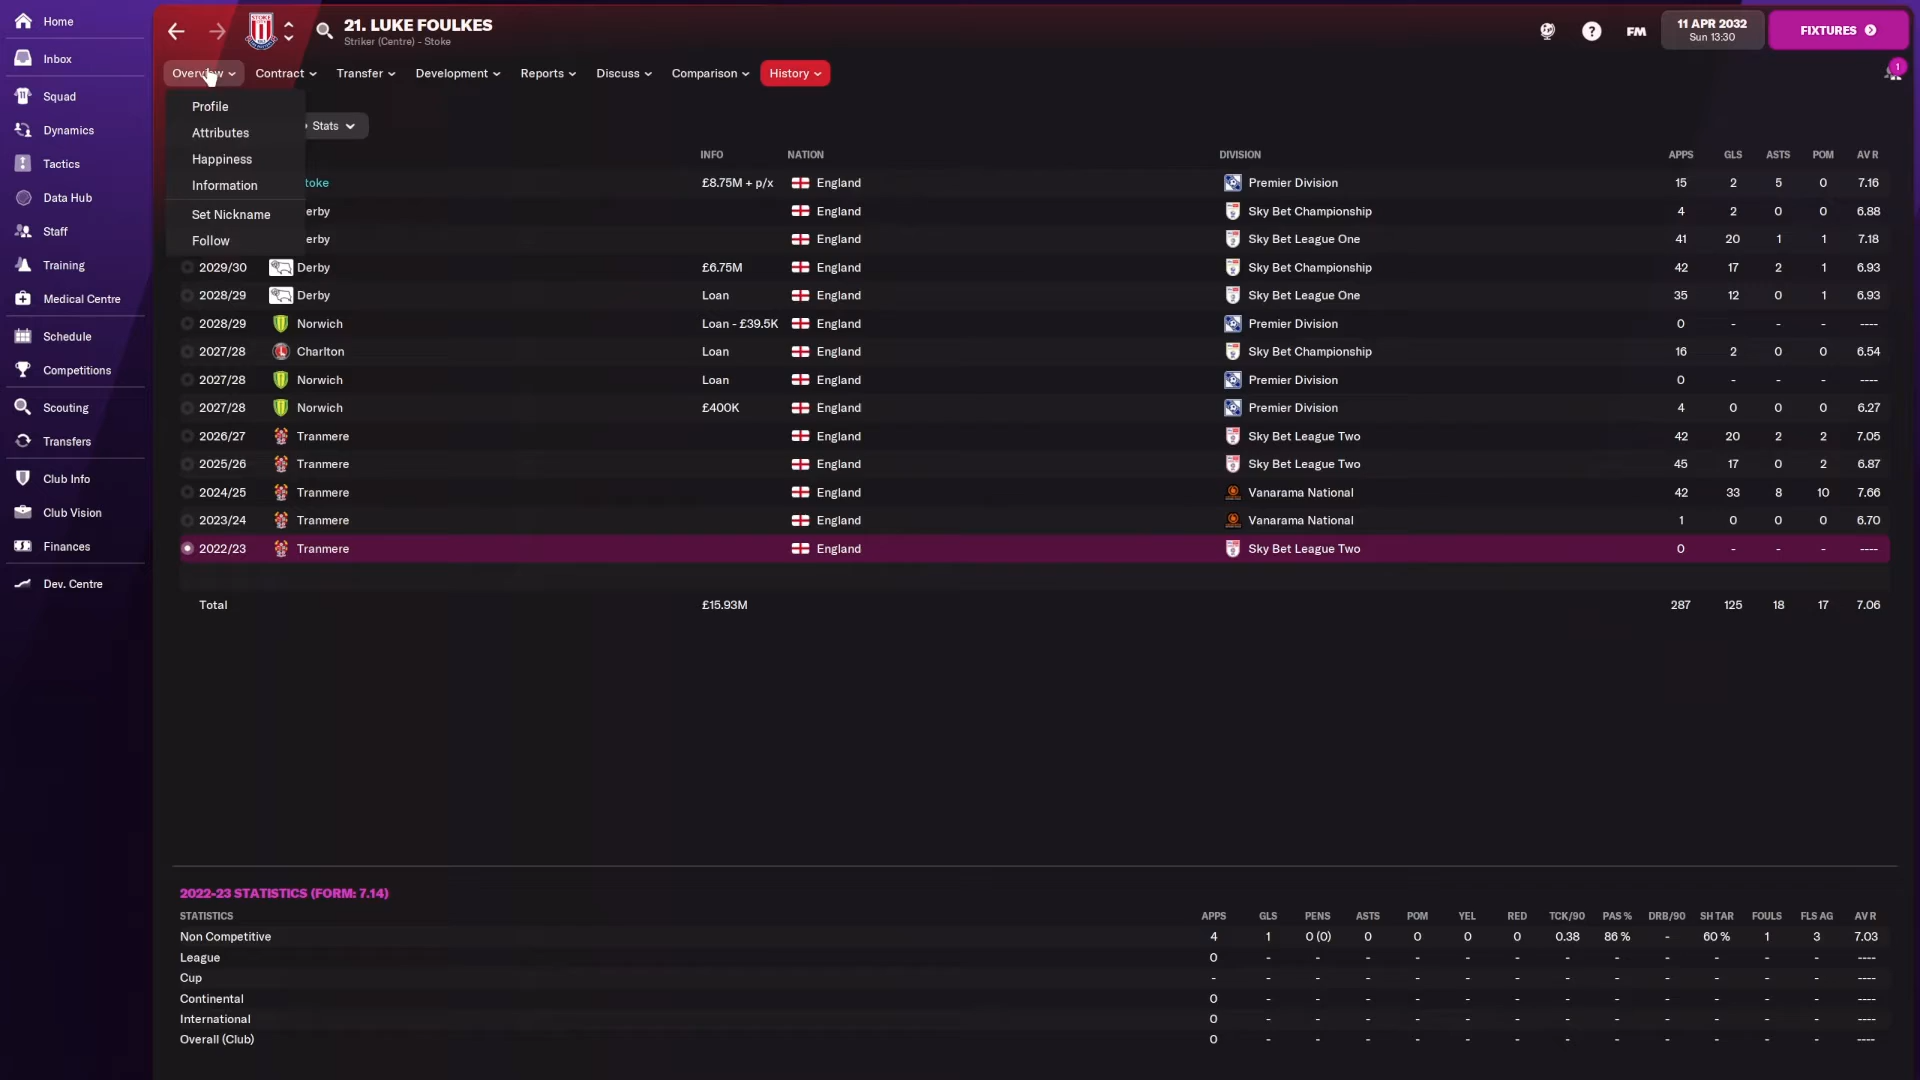 Home
Inbox
Squad
Dynamics
Tactics
Data Hub
Staff
Training
Medical Centre
Schedule
Competitions
Scouting
Transfers
Club Info
Club Vision
Finances
Dev. Centre
21. LUKE FOULKES
Striker (Centre) - Stoke
FM
11 APR 2032
Sun 13:30
FIXTURES
1
Overview Contract Transfer Development Reports Discuss Comparison History
Profile
Attributes
Happiness
Information
Set Nickname
Follow
Stats
INFO NATION DIVISION APPS GLS ASTS POM AV R
toke £8.75M + p/x England Premier Division 15 2 5 0 7.16
erby England Sky Bet Championship 4 2 0 0 6.88
erby England Sky Bet League One 41 20 1 1 7.18
2029/30 Derby £6.75M England Sky Bet Championship 42 17 2 1 6.93
2028/29 Derby Loan England Sky Bet League One 35 12 0 1 6.93
2028/29 Norwich Loan - £39.5K England Premier Division 0 - - - ----
2027/28 Charlton Loan England Sky Bet Championship 16 2 0 0 6.54
2027/28 Norwich Loan England Premier Division 0 - - - ----
2027/28 Norwich £400K England Premier Division 4 0 0 0 6.27
2026/27 Tranmere England Sky Bet League Two 42 20 2 2 7.05
2025/26 Tranmere England Sky Bet League Two 45 17 0 2 6.87
2024/25 Tranmere England Vanarama National 42 33 8 10 7.66
2023/24 Tranmere England Vanarama National 1 0 0 0 6.70
2022/23 Tranmere England Sky Bet League Two 0 - - - ----
Total £15.93M 287 125 18 17 7.06
2022-23 STATISTICS (FORM: 7.14)
STATISTICS APPS GLS PENS ASTS POM YEL RED TCK/90 PAS % DRB/90 SH TAR FOULS FLS AG AV R
Non Competitive 4 1 0 (0) 0 0 0 0 0.38 86 % - 60 % 1 3 7.03
League 0 - - - - - - - - - - - - ----
Cup - - - - - - - - - - - - - ----
Continental 0 - - - - - - - - - - - - ----
International 0 - - - - - - - - - - - - ----
Overall (Club) 0 - - - - - - - - - - - - ----